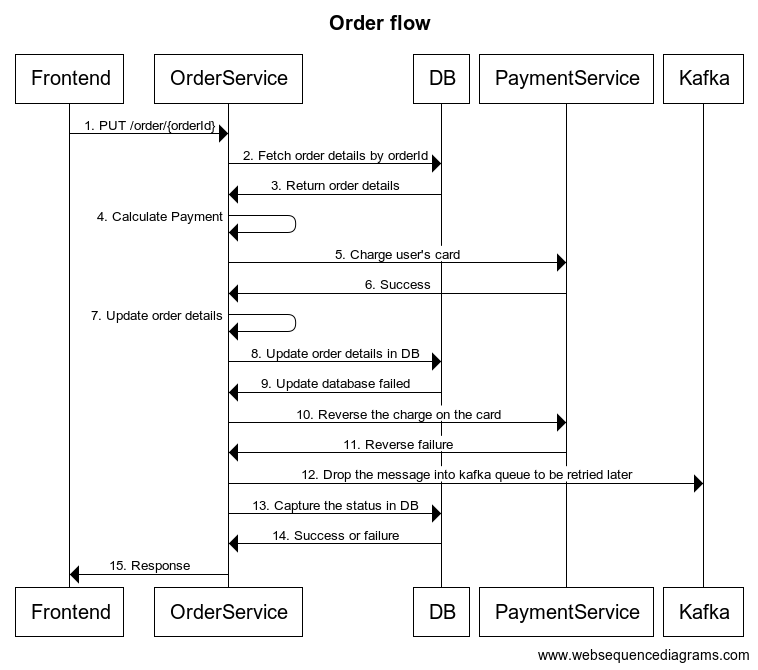 Order flow
Frontend OrderService DB PaymentService Kafka
1. PUT /order/{orderId}
2. Fetch order details by orderId
3. Return order details
4. Calculate Payment
5. Charge user's card
6. Success
7. Update order details
8. Update order details in DB
9. Update database failed
10. Reverse the charge on the card
11. Reverse failure
12. Drop the message into kafka queue to be retried later
13. Capture the status in DB
14. Success or failure
15. Response
Frontend OrderService DB PaymentService Kafka
www.websequencediagrams.com